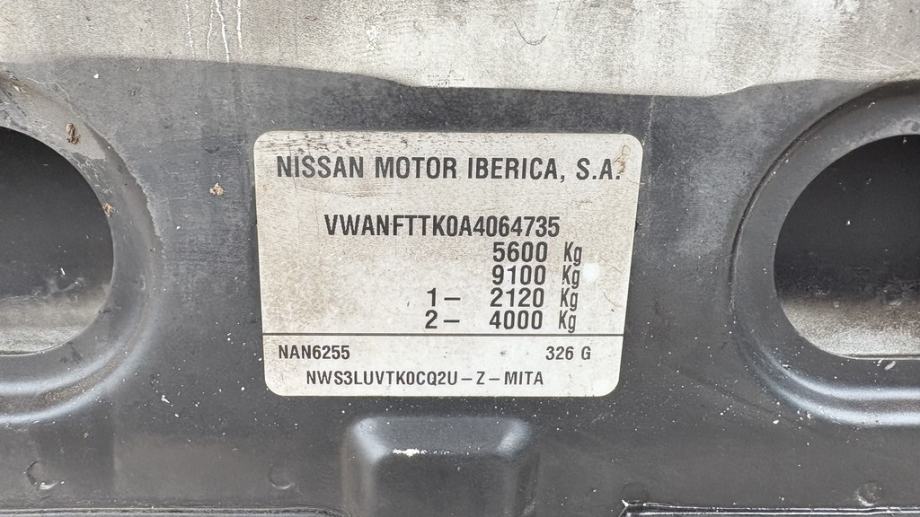 NISSAN MOTOR IBERICA, S.A.
VWANFTTK0A4064735
5600 Kg
9100 Kg
1- 2120 Kg
2- 4000 Kg
NAN6255 326 G
NWS3LUVTK0CQ2U-Z-MITA